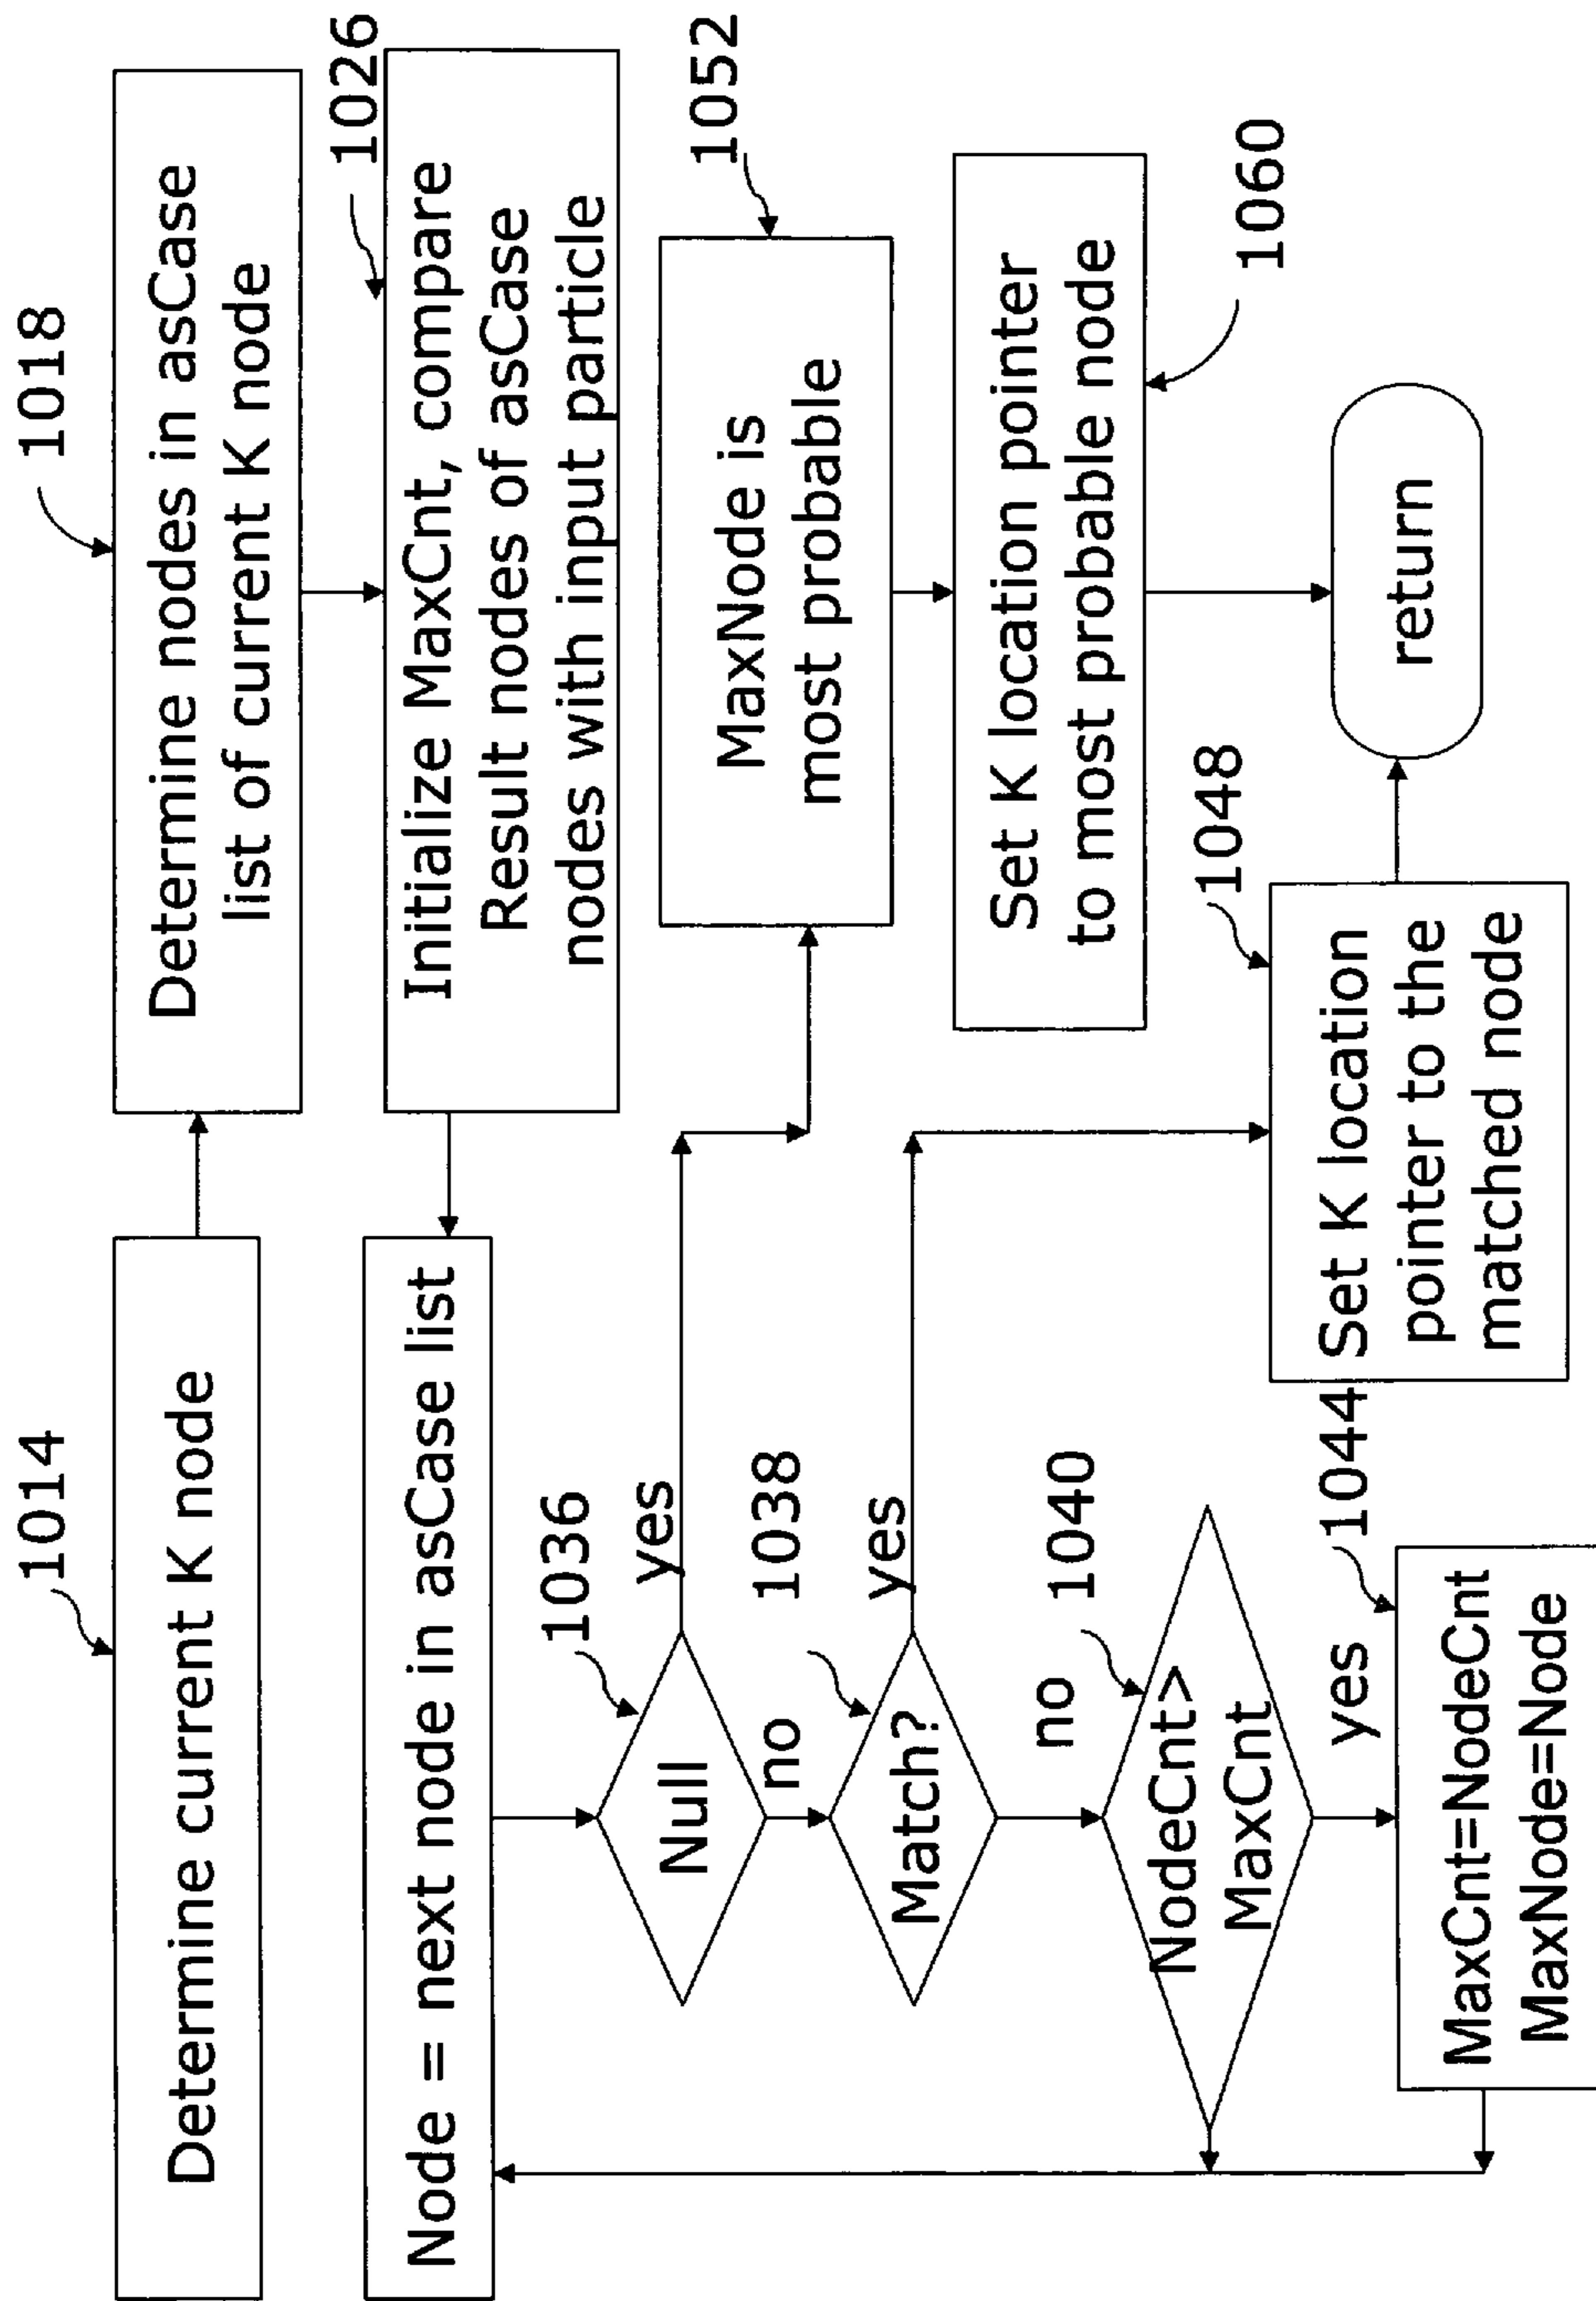 1014
Determine current K node
1018
Determine nodes in asCase
list of current K node
1026
Initialize MaxCnt, compare
Result nodes of asCase
nodes with input particle
Node = next node in asCase list
1036
Null
yes
no
1038
Match?
yes
no
1040
NodeCnt>
MaxCnt
yes
1044
MaxCnt=NodeCnt
MaxNode=Node
1052
MaxNode is
most probable
Set K location pointer
to most probable node
1060
1048
Set K location
pointer to the
matched node
return